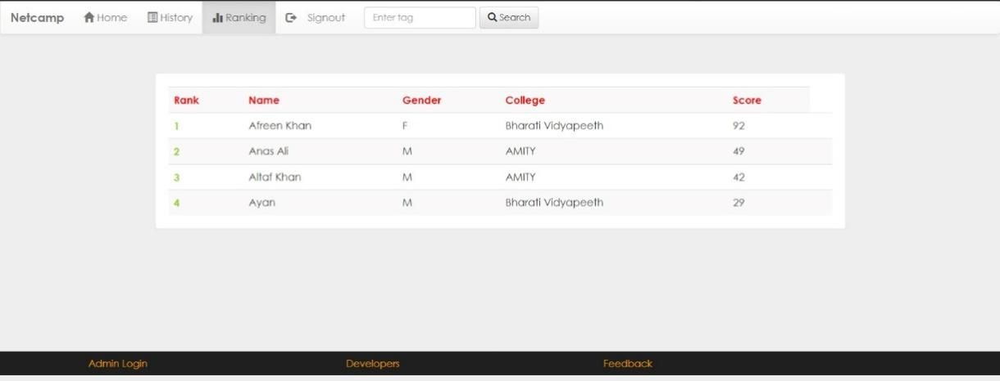 Netcamp Home History Ranking Signout Enter tag Search
Rank Name Gender College Score
1 Afreen Khan F Bharati Vidyapeeth 92
2 Anas Ali M AMITY 49
3 Altaf Khan M AMITY 42
4 Ayan M Bharati Vidyapeeth 29
Admin Login Developers Feedback